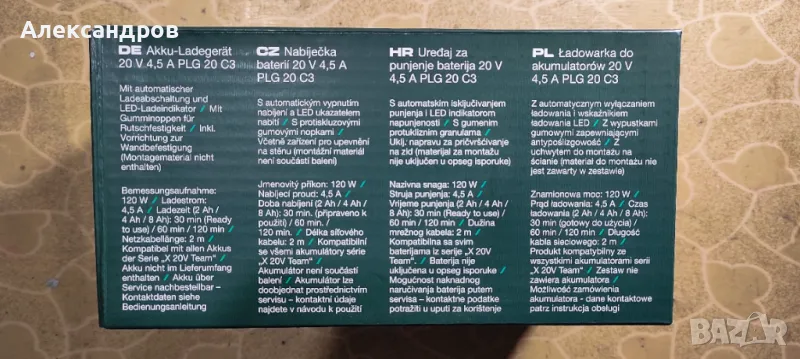 Александров
DE Akku-Ladegerät
20 V 4,5 A PLG 20 C3
Mit automatischer
Ladeabschaltung und
LED-Ladeindikator / Mit
Gumminoppen für
Rutschfestigkeit / Inkl.
Vorrichtung zur
Wandbefestigung
(Montagematerial nicht
enthalten)
Bemessungsaufnahme:
120 W / Ladestrom:
4,5 A / Ladezeit (2 Ah /
4 Ah / 8 Ah): 30 min (Ready
to use) / 60 min / 120 min /
Netzkabellänge: 2 m /
Kompatibel mit allen Akkus
der Serie „X 20V Team" /
Akku nicht im Lieferumfang
enthalten / Akku über
Service nachbestellbar -
Kontaktdaten siehe
Bedienungsanleitung
CZ Nabíječka
baterií 20 V 4,5 A
PLG 20 C3
S automatickým vypnutím
nabíjení a LED ukazatelem
nabití / S protiskluzovými
gumovými nopkami /
Včetně zařízení pro upevnění
na stěnu (montážní materiál
není součástí balení)
Jmenovitý příkon: 120 W /
Nabíjecí proud: 4,5 A /
Doba nabíjení (2 Ah / 4 Ah /
8 Ah): 30 min. (připraveno k
použití) / 60 min. /
120 min. / Délka síťového
kabelu: 2 m / Kompatibilní
se všemi akumulátory série
„X 20V Team" /
Akumulátor není součástí
balení / Akumulátor lze
doobjednat prostřednictvím
servisu - kontaktní údaje
najdete v návodu k použití
HR Uređaj za
punjenje baterija 20 V
4,5 A PLG 20 C3
S automatskim isključivanjem
punjenja i LED indikatorom
napunjenosti / S gumenim
protukliznim granulama /
Uklj. napravu za pričvršćivanje
na zid (materijal za montažu
nije uključen u opseg isporuke)
Nazivna snaga: 120 W /
Struja punjenja: 4,5 A /
Vrijeme punjenja (2 Ah /
4 Ah / 8 Ah): 30 min (Ready
to use) / 60 min / 120 min / Dužina
mrežnog kabela: 2 m /
Kompatibilna sa svim
baterijama iz serije „X 20V
Team" / Baterija nije
uključena u opseg isporuke /
Mogućnost naknadnog
naručivanja baterija putem
servisa - kontaktne podatke
potražiti u uputi za korištenje
PL Ładowarka do
akumulatorów 20 V
4,5 A PLG 20 C3
Z automatycznym wyłączaniem
ładowania i wskaźnikiem
ładowania LED / Z wypustkami
gumowymi zapewniającymi
antypoślizgowość / Z
uchwytem do montażu na
ścianie (materiał do montażu nie
jest zawarty w zestawie)
Znamionowa moc: 120 W /
Prąd ładowania: 4,5 A / Czas
ładowania (2 Ah / 4 Ah / 8 Ah):
30 min (gotowy do użycia) /
60 min / 120 min / Długość
kabla sieciowego: 2 m /
Produkt kompatybilny ze
wszystkimi akumulatorami serii
„X 20V Team" / Zestaw nie
zawiera akumulatora /
Możliwość zamówienia
akumulatora - dane kontaktowe
patrz instrukcja obsługi
BAZAR.bg